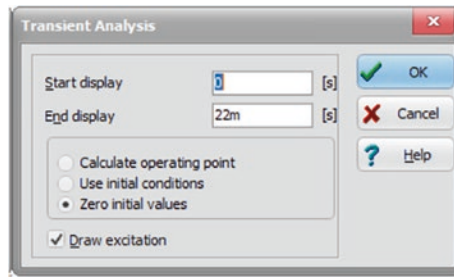 Transient Analysis
Start display 0 [s]
End display 22m [s]
Calculate operating point
Use initial conditions
Zero initial values
Draw excitation
OK
Cancel
Help